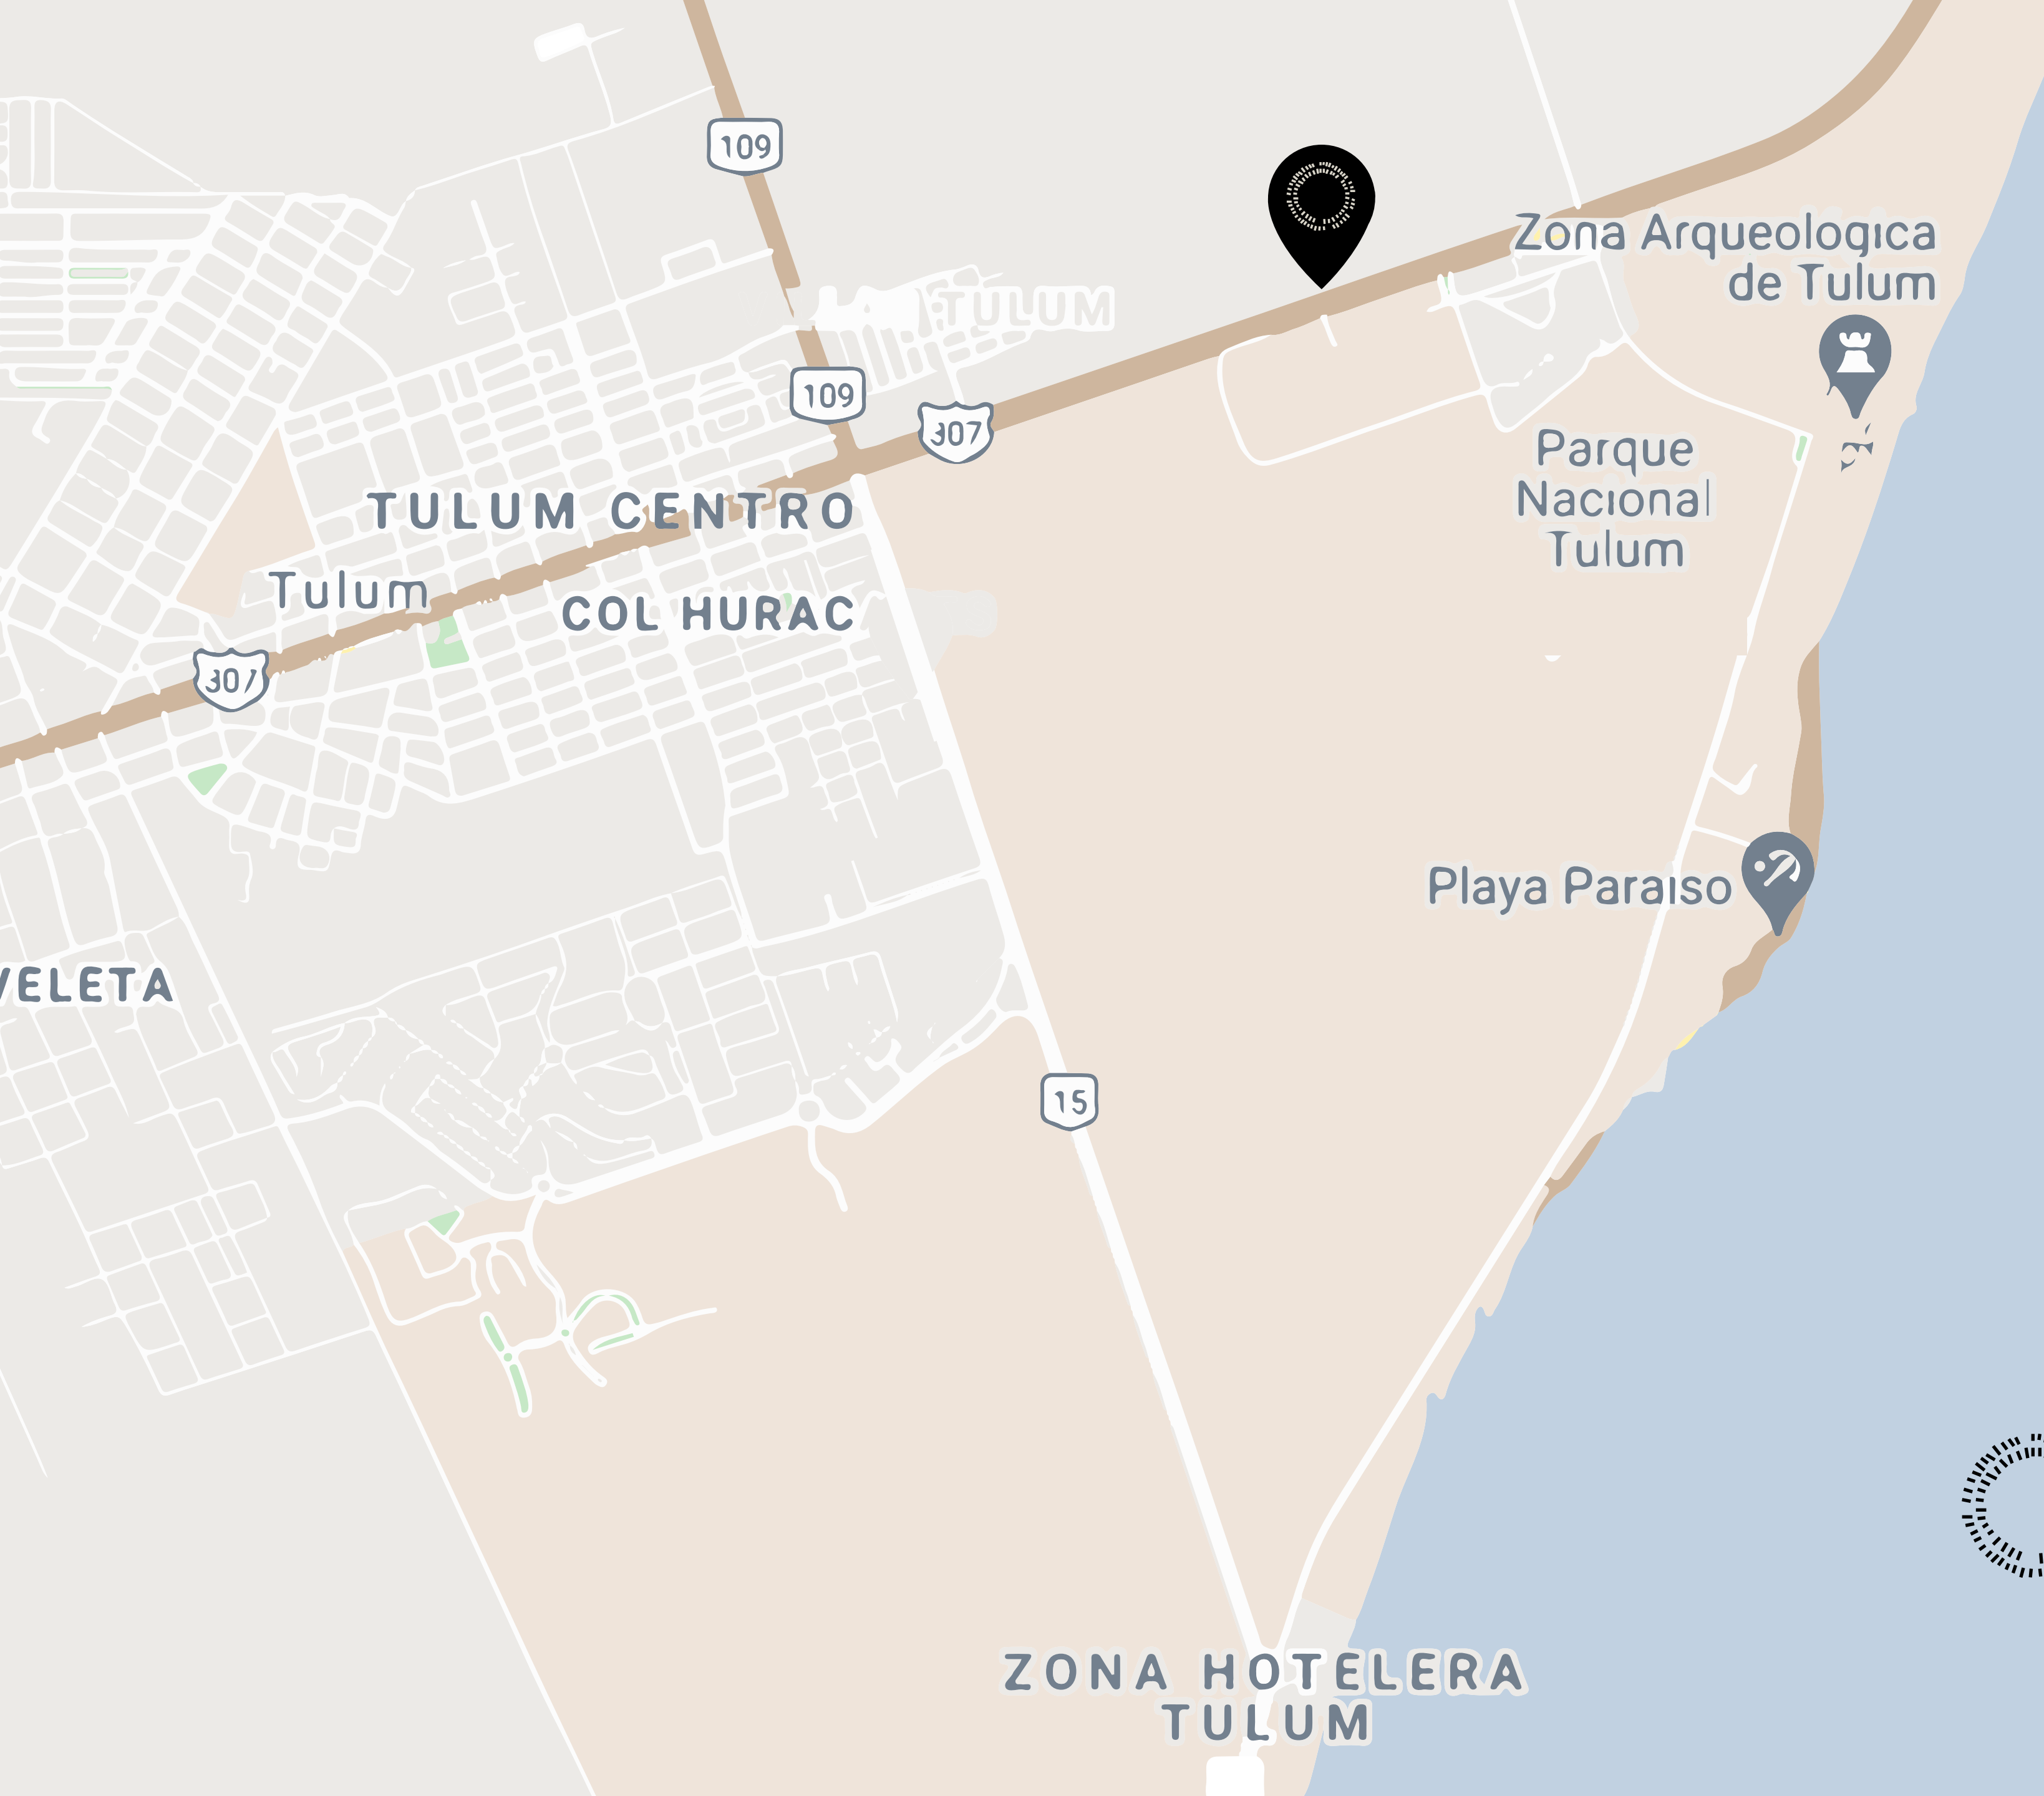 109
Zona Arqueologica
de Tulum
TULUM
109
307
Parque
Nacional
Tulum
TULUM CENTRO
Tulum
COL HURAC
307
Playa Paraiso
VELETA
15
ZONA HOTELERA
TULUM